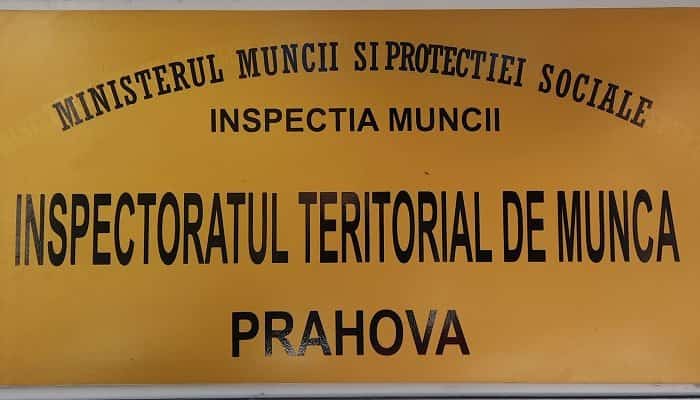 MINISTERUL MUNCII SI PROTECTIEI SOCIALE
INSPECTIA MUNCII
INSPECTORATUL TERITORIAL DE MUNCA
PRAHOVA